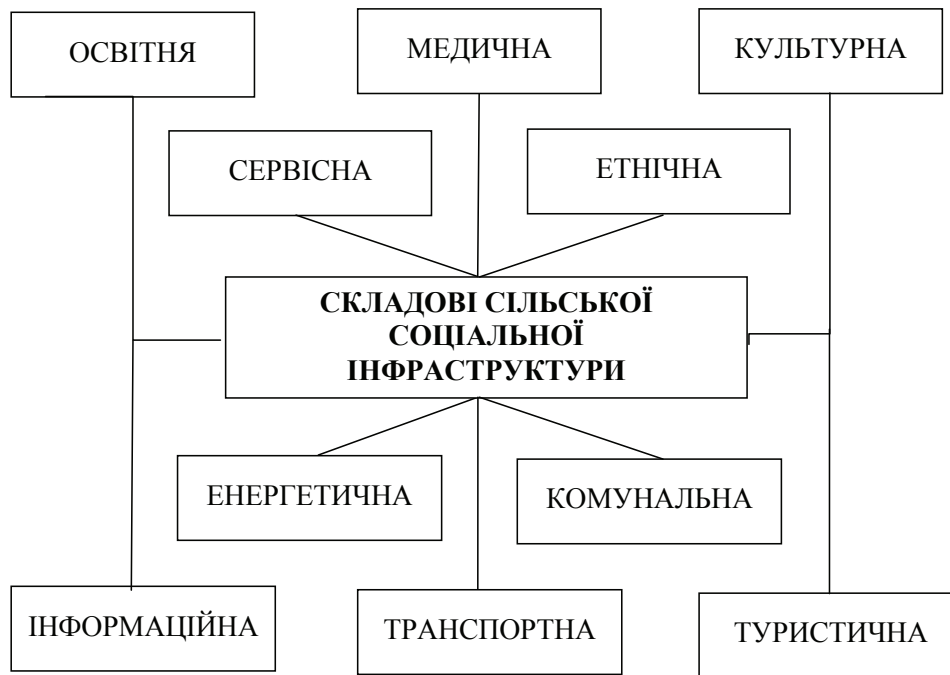 ОСВІТНЯ
МЕДИЧНА
КУЛЬТУРНА
СЕРВІСНА
ЕТНІЧНА
СКЛАДОВІ СІЛЬСЬКОЇ
СОЦІАЛЬНОЇ
ІНФРАСТРУКТУРИ
ЕНЕРГЕТИЧНА
КОМУНАЛЬНА
ІНФОРМАЦІЙНА
ТРАНСПОРТНА
ТУРИСТИЧНА